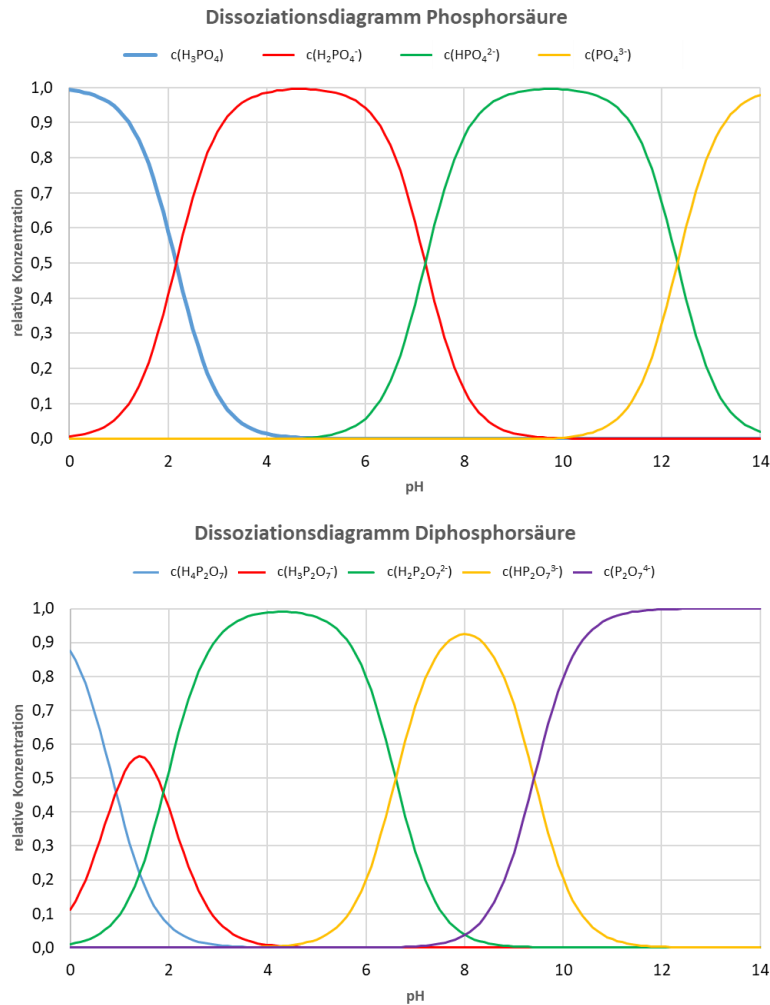 Dissoziationsdiagramm Phosphorsäure
c(H₃PO₄) c(H₂PO₄⁻) c(HPO₄²⁻) c(PO₄³⁻)
relative Konzentration
1,0
0,9
0,8
0,7
0,6
0,5
0,4
0,3
0,2
0,1
0,0
0 2 4 6 8 10 12 14
pH
Dissoziationsdiagramm Diphosphorsäure
c(H₄P₂O₇) c(H₃P₂O₇⁻) c(H₂P₂O₇²⁻) c(HP₂O₇³⁻) c(P₂O₇⁴⁻)
relative Konzentration
1,0
0,9
0,8
0,7
0,6
0,5
0,4
0,3
0,2
0,1
0,0
0 2 4 6 8 10 12 14
pH